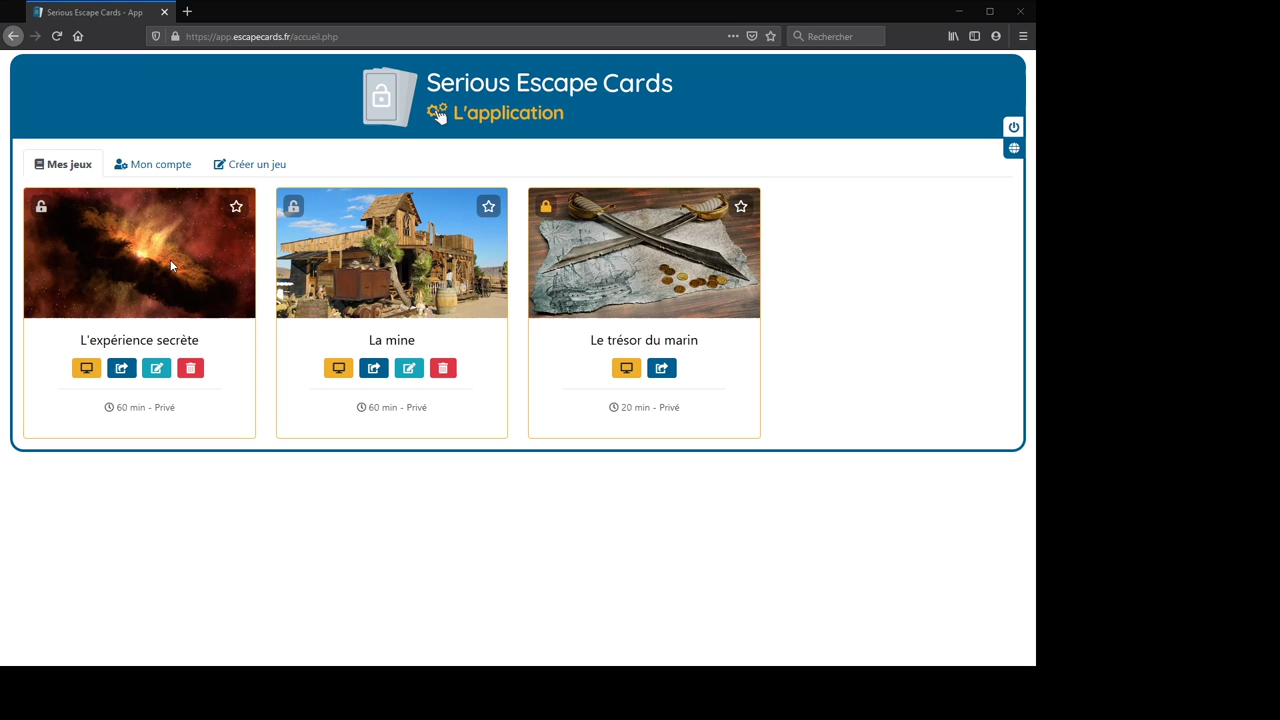 Serious Escape Cards - App
https://app.escapecards.fr/accueil.php
Rechercher
Serious Escape Cards
L'application
Mes jeux
Mon compte
Créer un jeu
L'expérience secrète
60 min - Privé
La mine
60 min - Privé
Le trésor du marin
20 min - Privé